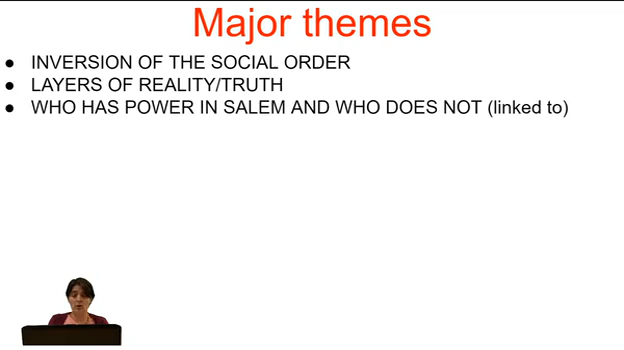 Major themes
● INVERSION OF THE SOCIAL ORDER
● LAYERS OF REALITY/TRUTH
● WHO HAS POWER IN SALEM AND WHO DOES NOT (linked to)